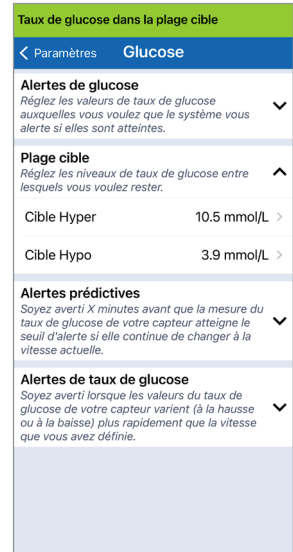 Taux de glucose dans la plage cible
Paramètres Glucose
Alertes de glucose
Réglez les valeurs de taux de glucose
auxquelles vous voulez que le système vous
alerte si elles sont atteintes.
Plage cible
Réglez les niveaux de taux de glucose entre
lesquels vous voulez rester.
Cible Hyper 10.5 mmol/L
Cible Hypo 3.9 mmol/L
Alertes prédictives
Soyez averti X minutes avant que la mesure du
taux de glucose de votre capteur atteigne le
seuil d'alerte si elle continue de changer à la
vitesse actuelle.
Alertes de taux de glucose
Soyez averti lorsque les valeurs du taux de
glucose de votre capteur varient (à la hausse
ou à la baisse) plus rapidement que la vitesse
que vous avez définie.